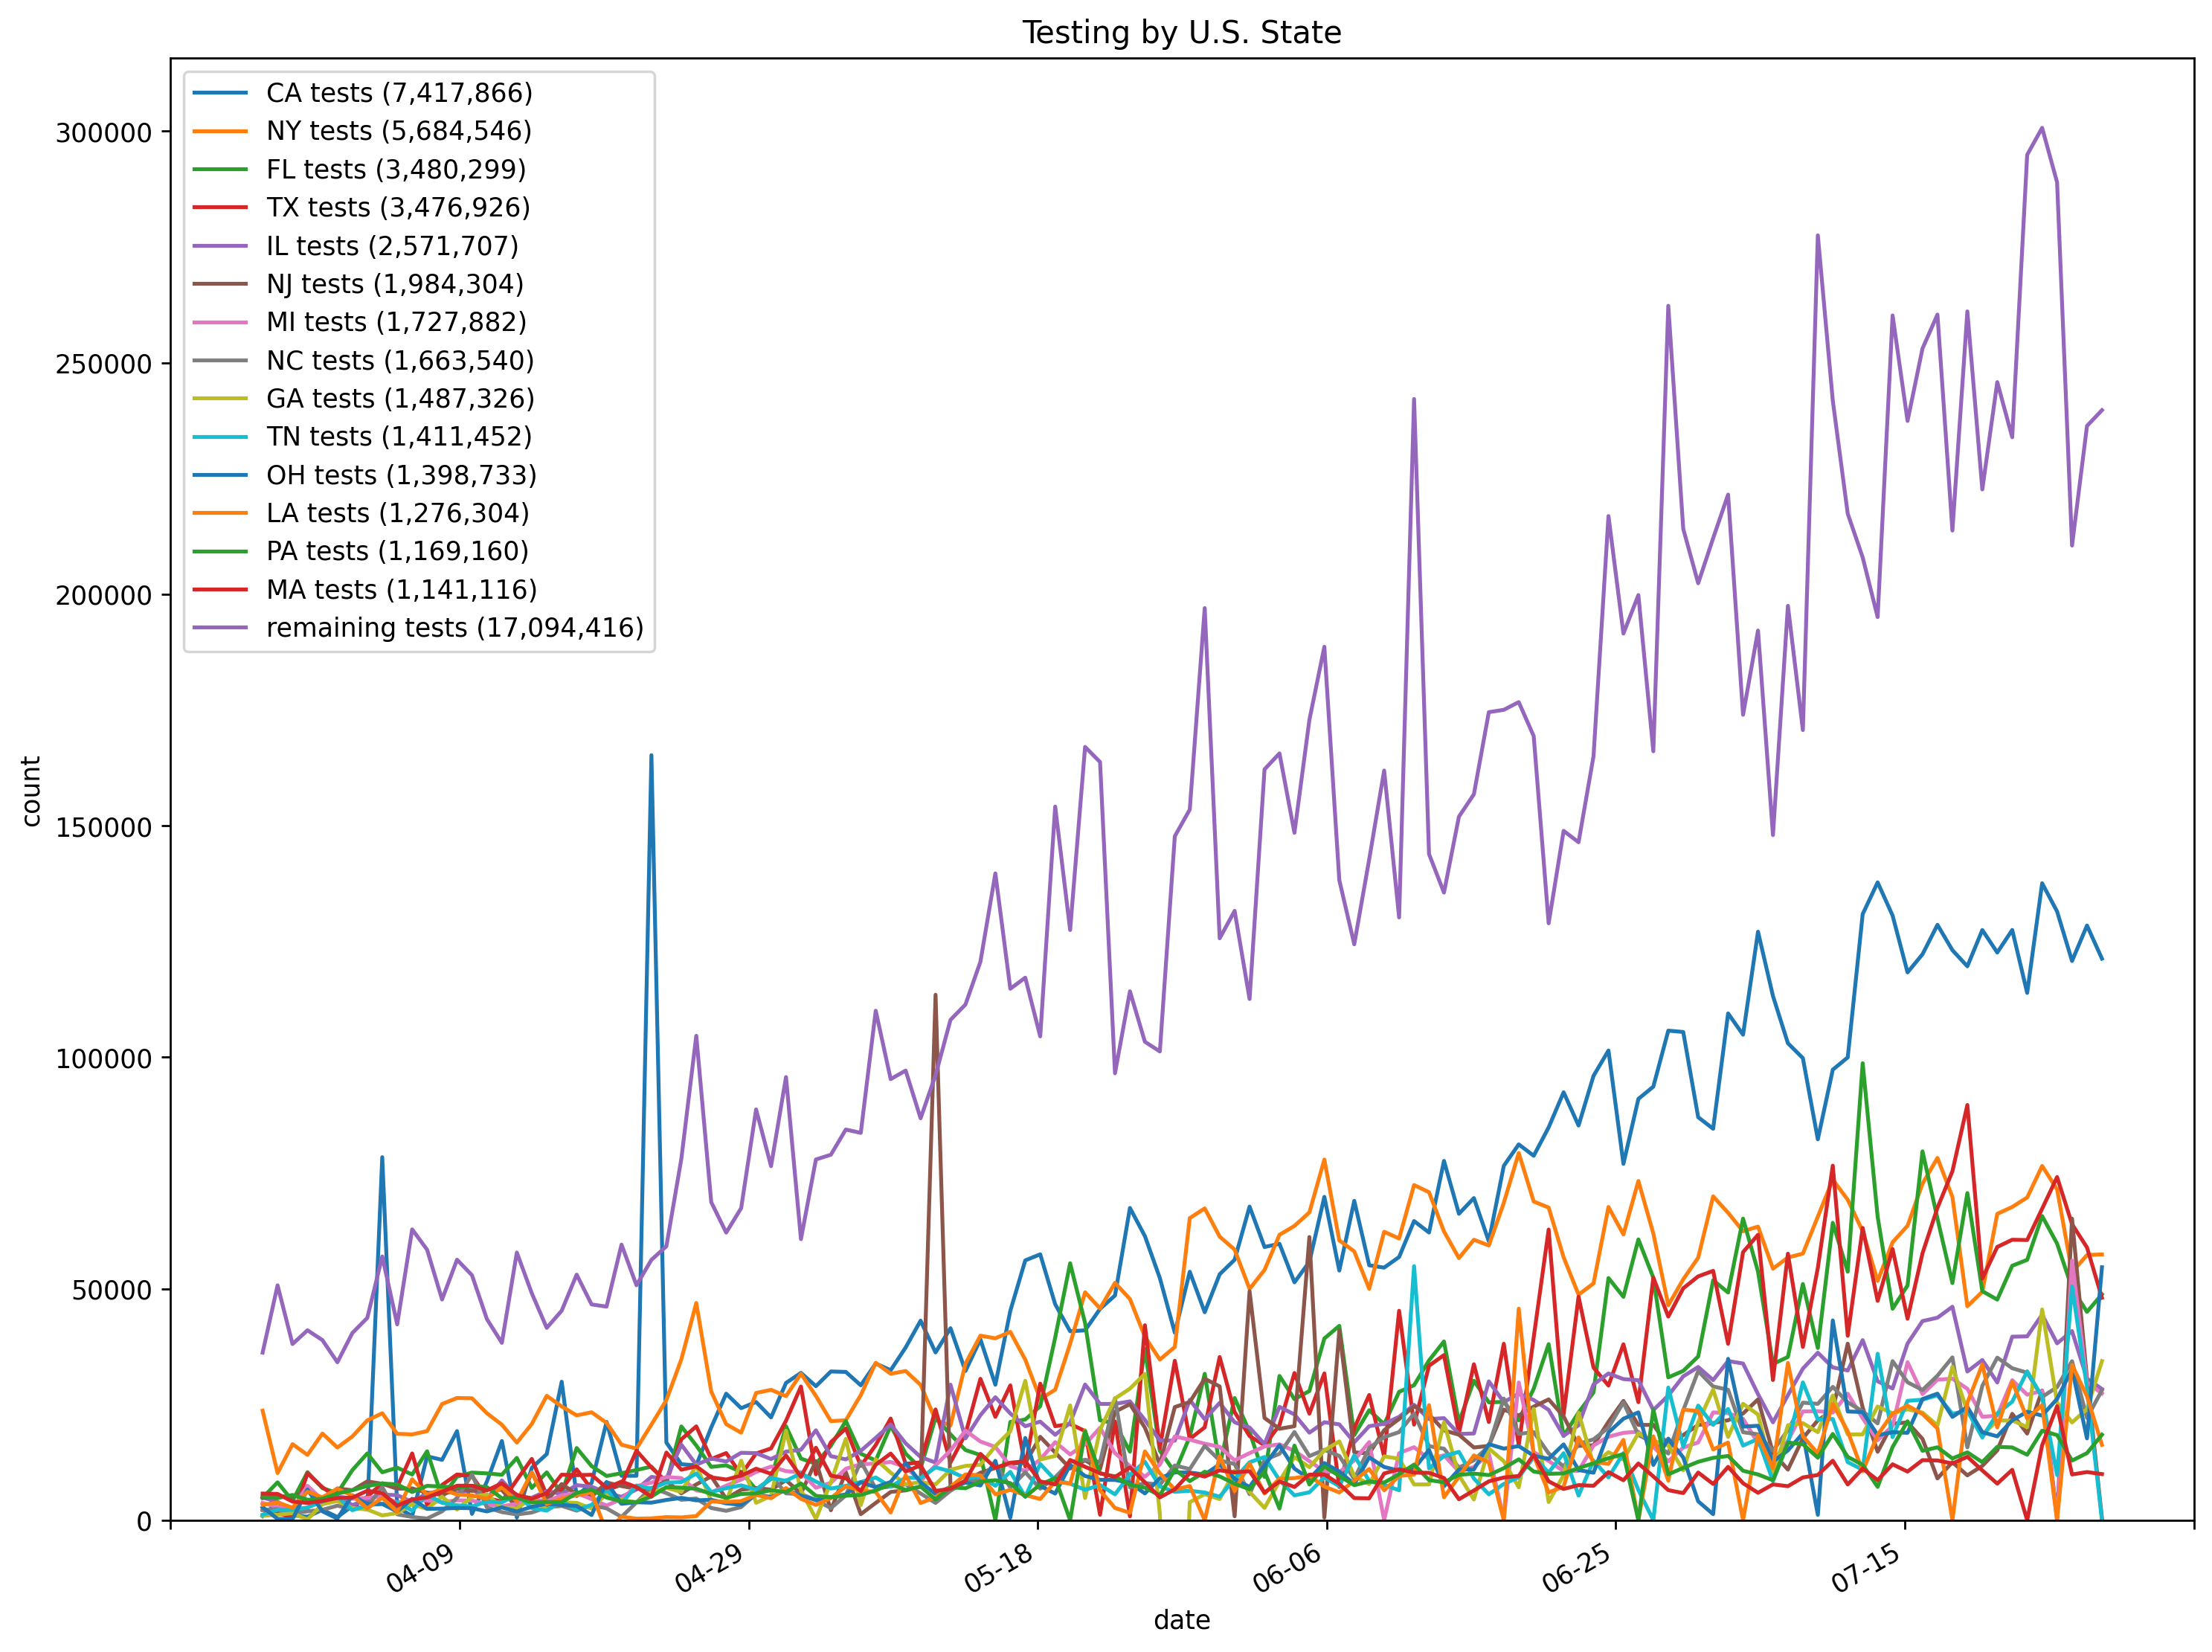 Testing by U.S. State
CA tests (7,417,866)
NY tests (5,684,546)
FL tests (3,480,299)
TX tests (3,476,926)
IL tests (2,571,707)
NJ tests (1,984,304)
MI tests (1,727,882)
NC tests (1,663,540)
GA tests (1,487,326)
TN tests (1,411,452)
OH tests (1,398,733)
LA tests (1,276,304)
PA tests (1,169,160)
MA tests (1,141,116)
remaining tests (17,094,416)
300000
250000
200000
150000
100000
50000
0
count
04-09
04-29
05-18
06-06
06-25
07-15
date